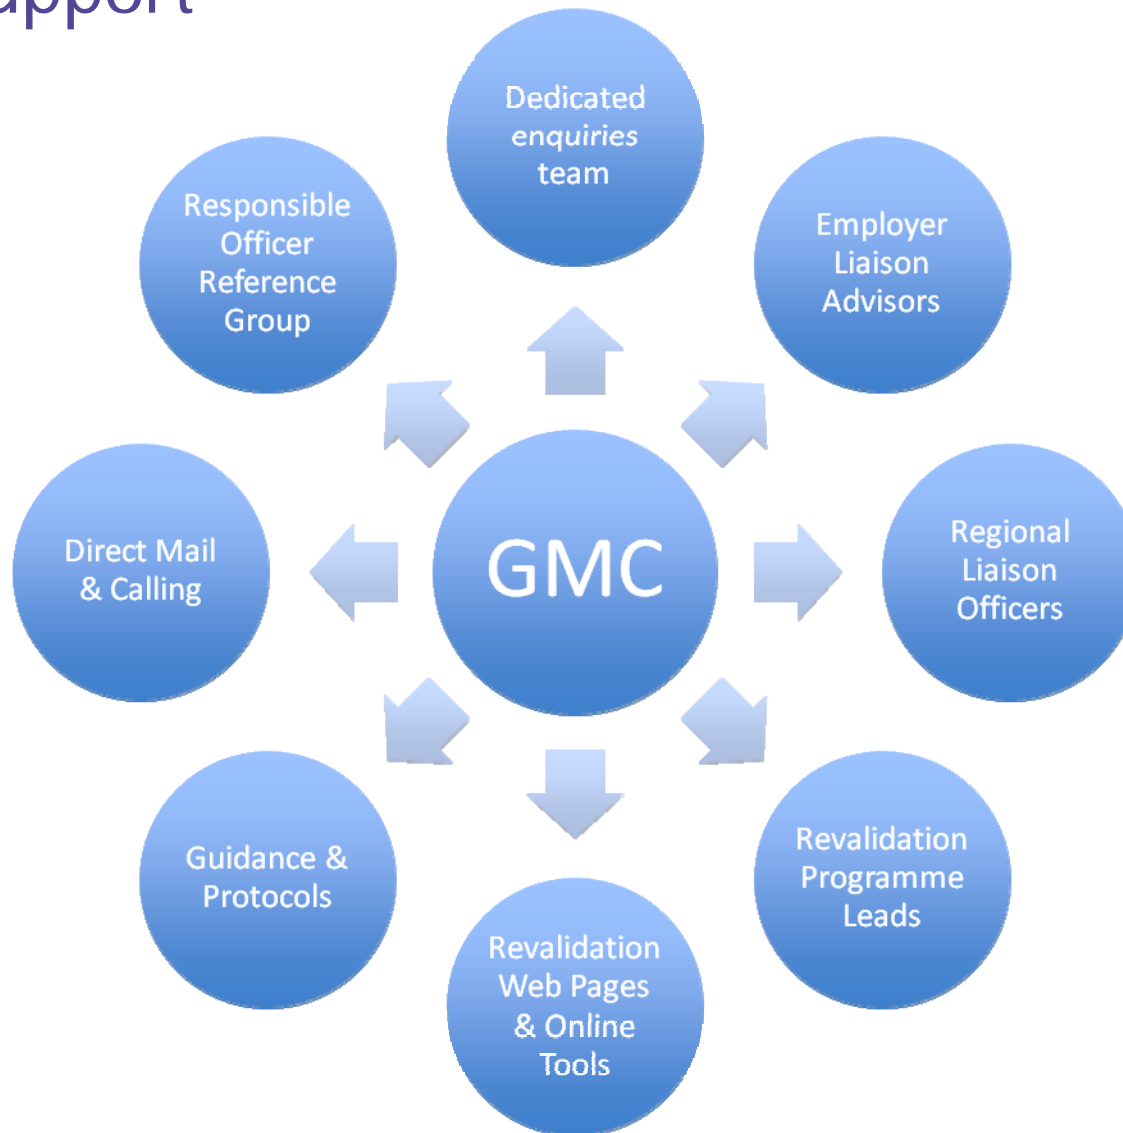 upport
Dedicated
enquiries
team
Employer
Liaison
Advisors
Regional
Liaison
Officers
Revalidation
Programme
Leads
Revalidation
Web Pages
& Online
Tools
Guidance &
Protocols
Direct Mail
& Calling
Responsible
Officer
Reference
Group
GMC